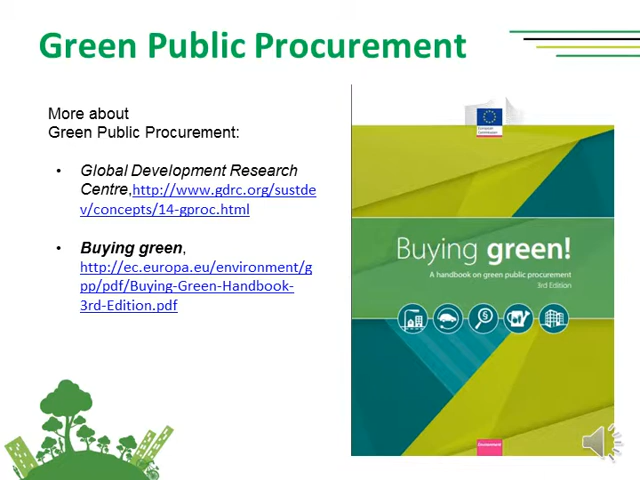 Green Public Procurement
More about
Green Public Procurement:
• Global Development Research
Centre,http://www.gdrc.org/sustde
v/concepts/14-gproc.html
• Buying green,
http://ec.europa.eu/environment/g
pp/pdf/Buying-Green-Handbook-
3rd-Edition.pdf
European
Commission
Buying green!
A handbook on green public procurement
3rd Edition
§
Environment